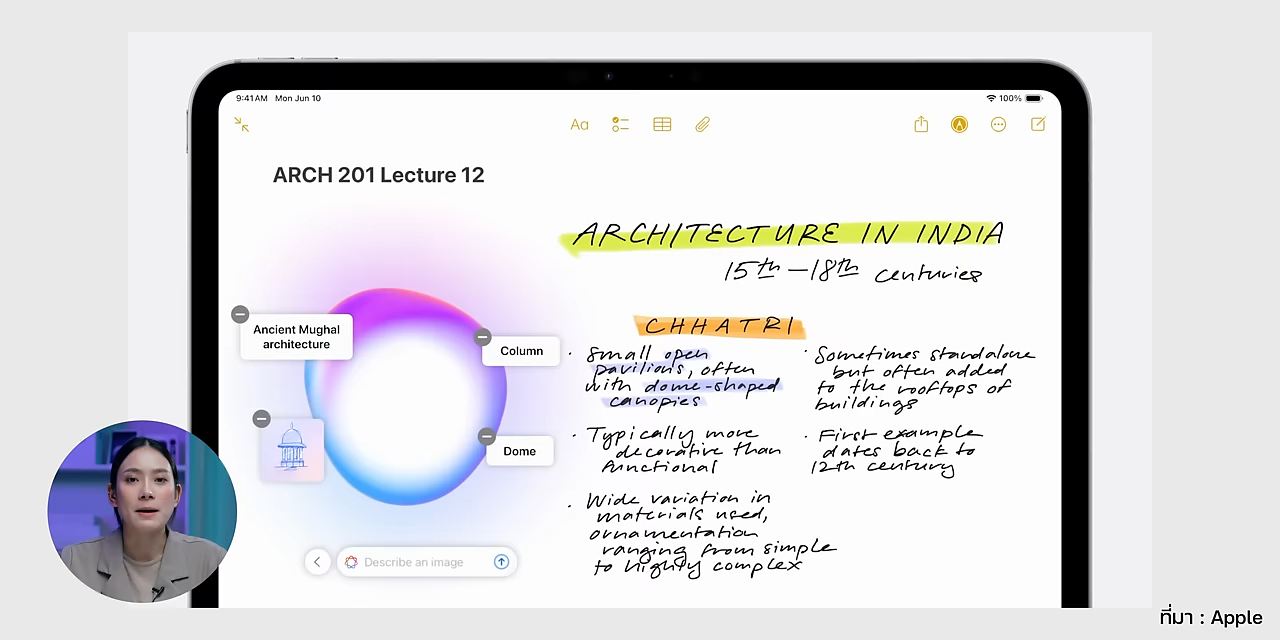 9:41 AM Mon Jun 10
100%
Aa
ARCH 201 Lecture 12
ARCHITECTURE IN INDIA
15th – 18th centuries
CHHATRI
Ancient Mughal
architecture
Column
Dome
Describe an image
· Small open
pavilions, often
with dome-shaped
canopies
· Typically more
decorative than
functional
· Wide variation in
materials used,
ornamentation
ranging from simple
to highly complex
· Sometimes standalone
but often added
to the rooftops of
buildings
· First example
dates back to
12th century
ที่มา : Apple